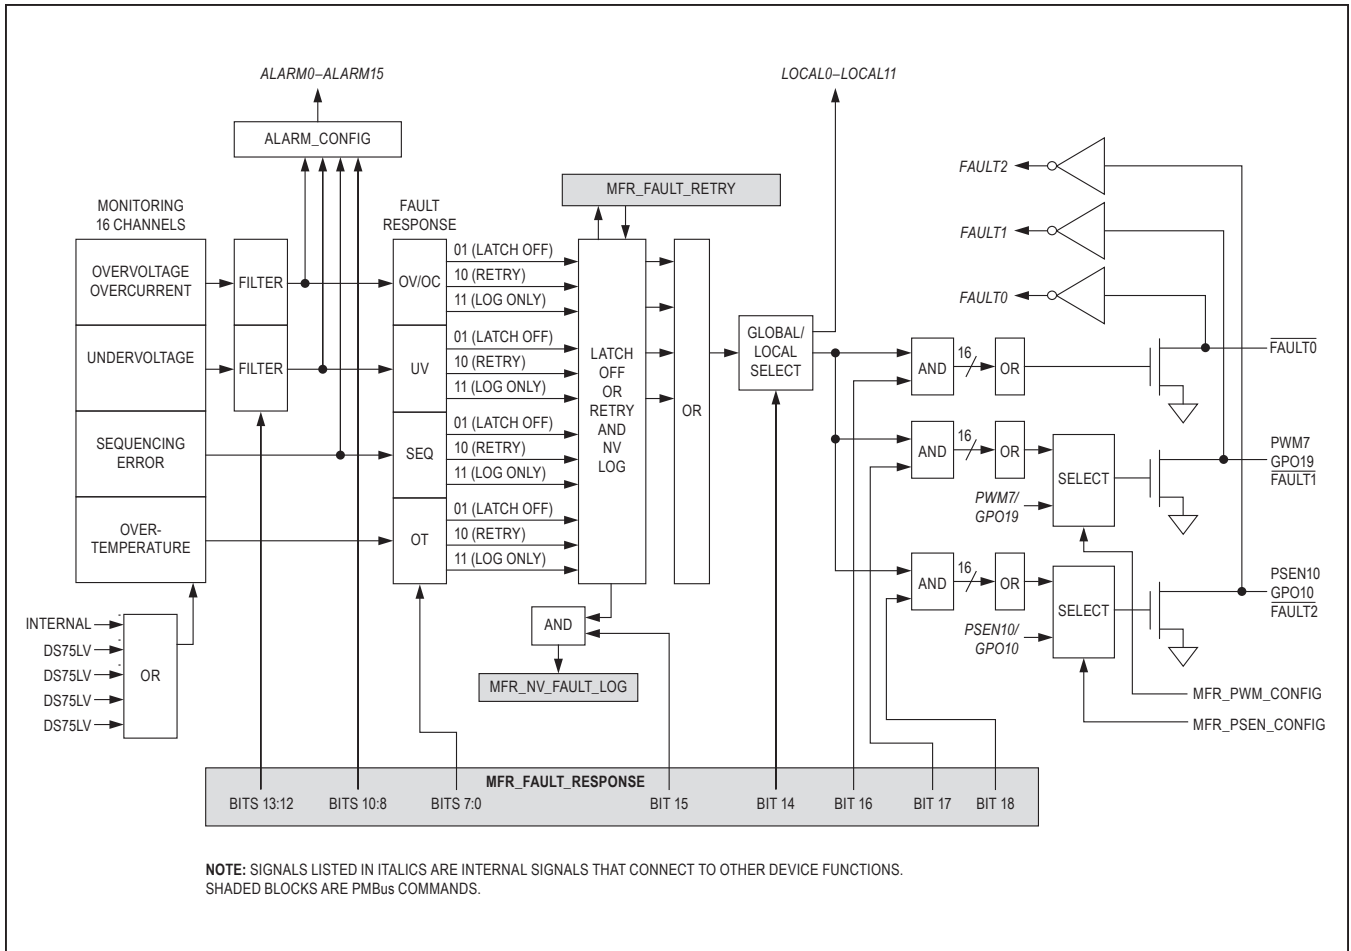 ALARM0–ALARM15
LOCAL0–LOCAL11
ALARM_CONFIG
FAULT2
MFR_FAULT_RETRY
MONITORING
16 CHANNELS
FAULT
RESPONSE
FAULT1
OVERVOLTAGE
OVERCURRENT
FILTER
OV/OC
01 (LATCH OFF)
10 (RETRY)
11 (LOG ONLY)
FAULT0
UNDERVOLTAGE
FILTER
UV
01 (LATCH OFF)
10 (RETRY)
11 (LOG ONLY)
SEQUENCING
ERROR
SEQ
01 (LATCH OFF)
10 (RETRY)
11 (LOG ONLY)
OVER-
TEMPERATURE
OT
01 (LATCH OFF)
10 (RETRY)
11 (LOG ONLY)
LATCH
OFF
OR
RETRY
AND
NV
LOG
OR
GLOBAL/
LOCAL
SELECT
AND
16
OR
FAULT0
AND
16
OR
PWM7/
GPO19
SELECT
PWM7
GPO19
FAULT1
AND
16
OR
PSEN10/
GPO10
SELECT
PSEN10
GPO10
FAULT2
INTERNAL
DS75LV
DS75LV
DS75LV
DS75LV
OR
AND
MFR_NV_FAULT_LOG
MFR_PWM_CONFIG
MFR_PSEN_CONFIG
MFR_FAULT_RESPONSE
BITS 13:12
BITS 10:8
BITS 7:0
BIT 15
BIT 14
BIT 16
BIT 17
BIT 18
NOTE: SIGNALS LISTED IN ITALICS ARE INTERNAL SIGNALS THAT CONNECT TO OTHER DEVICE FUNCTIONS.
SHADED BLOCKS ARE PMBus COMMANDS.